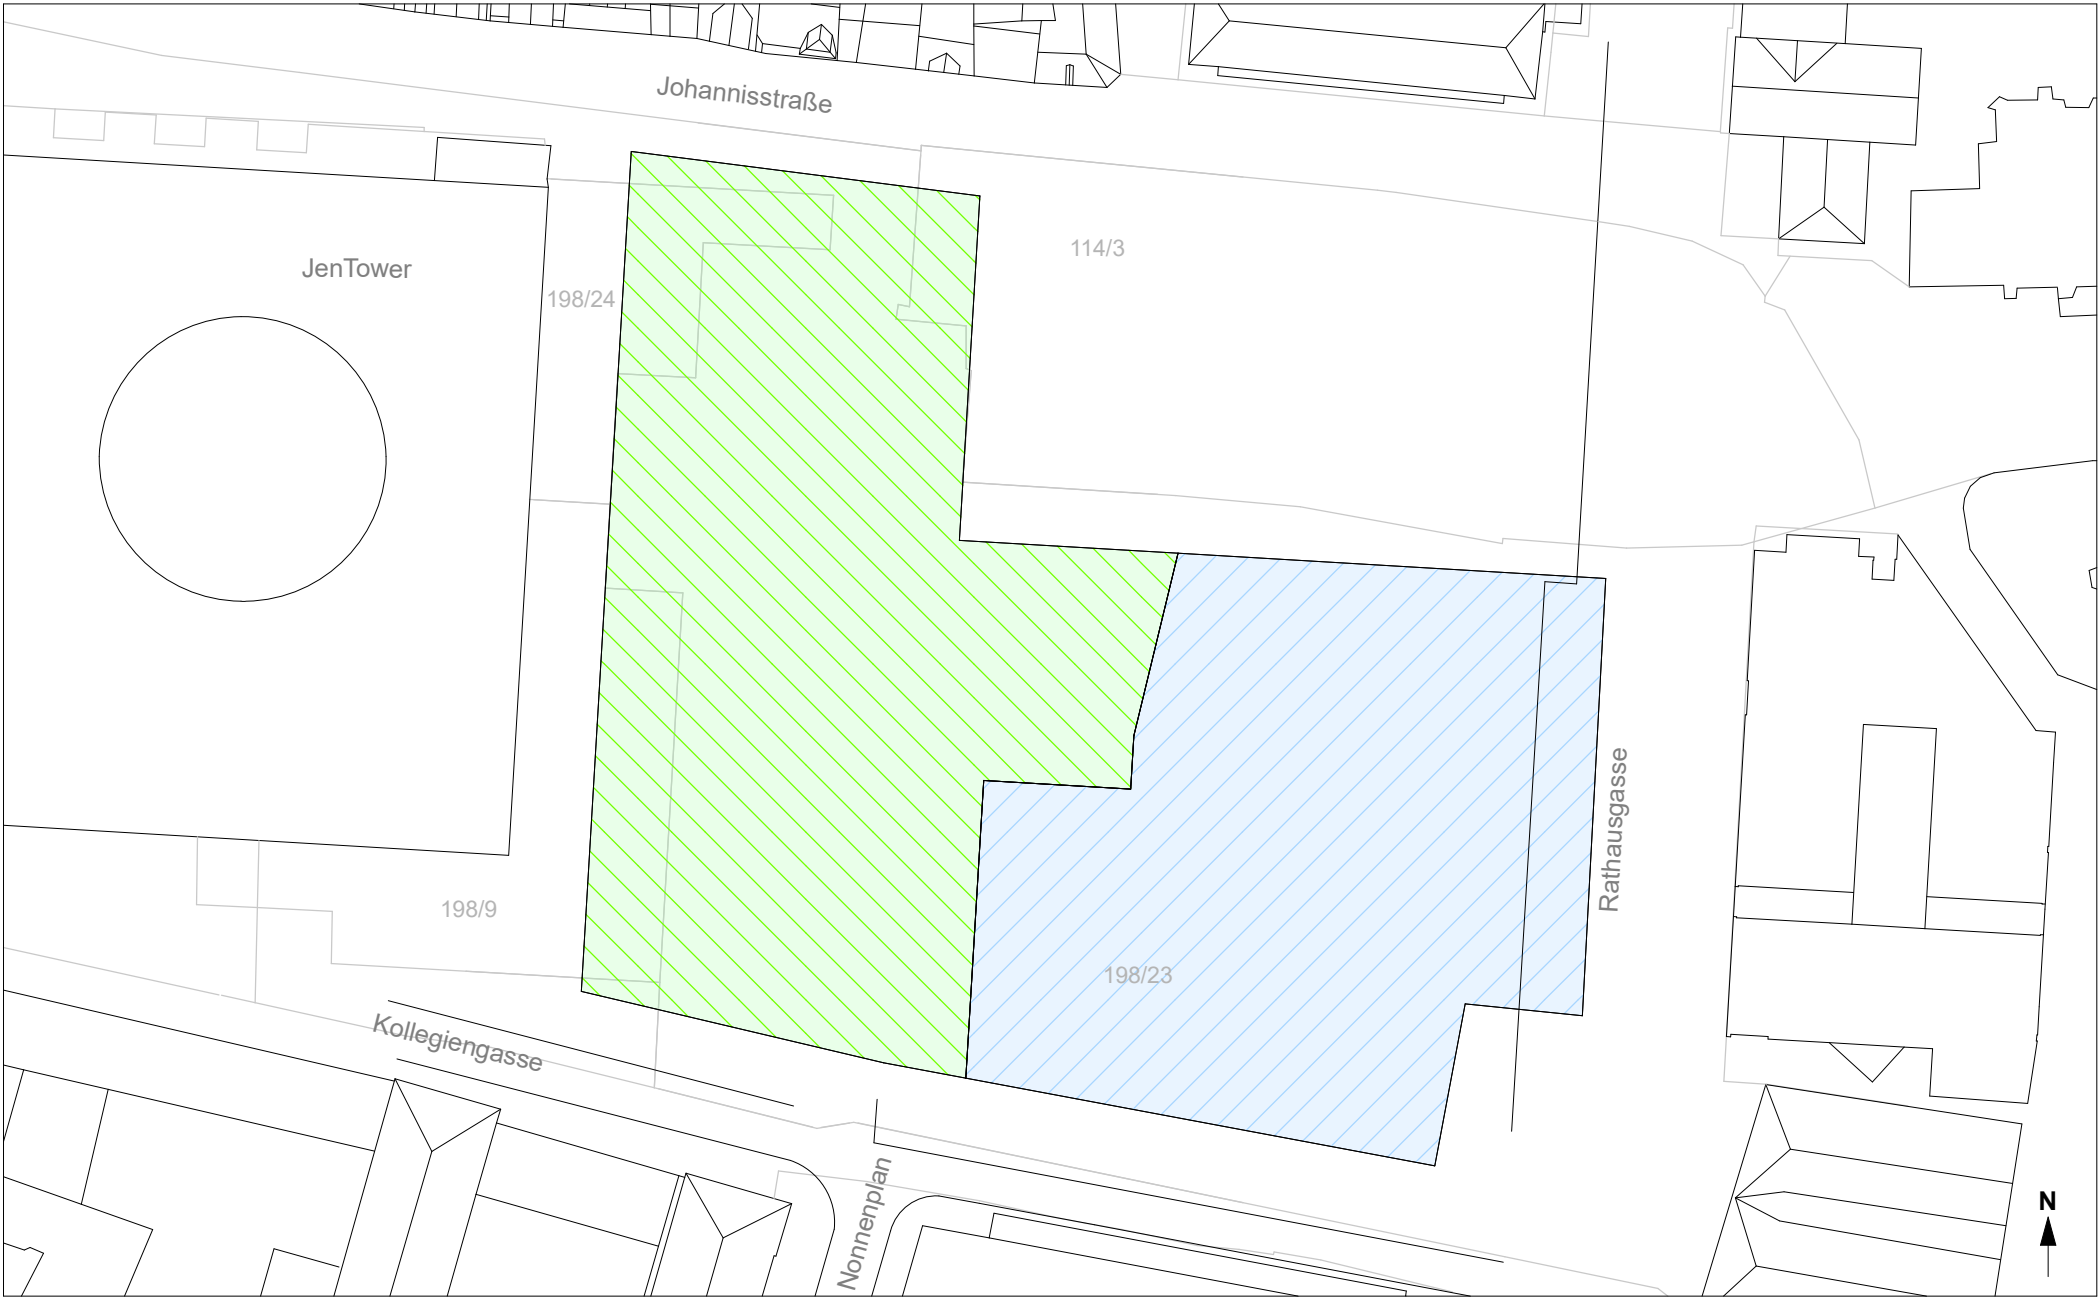 Johannisstraße
114/3
JenTower
198/24
Rathausgasse
198/9
198/23
Kollegiengasse
Nonnenplan
N